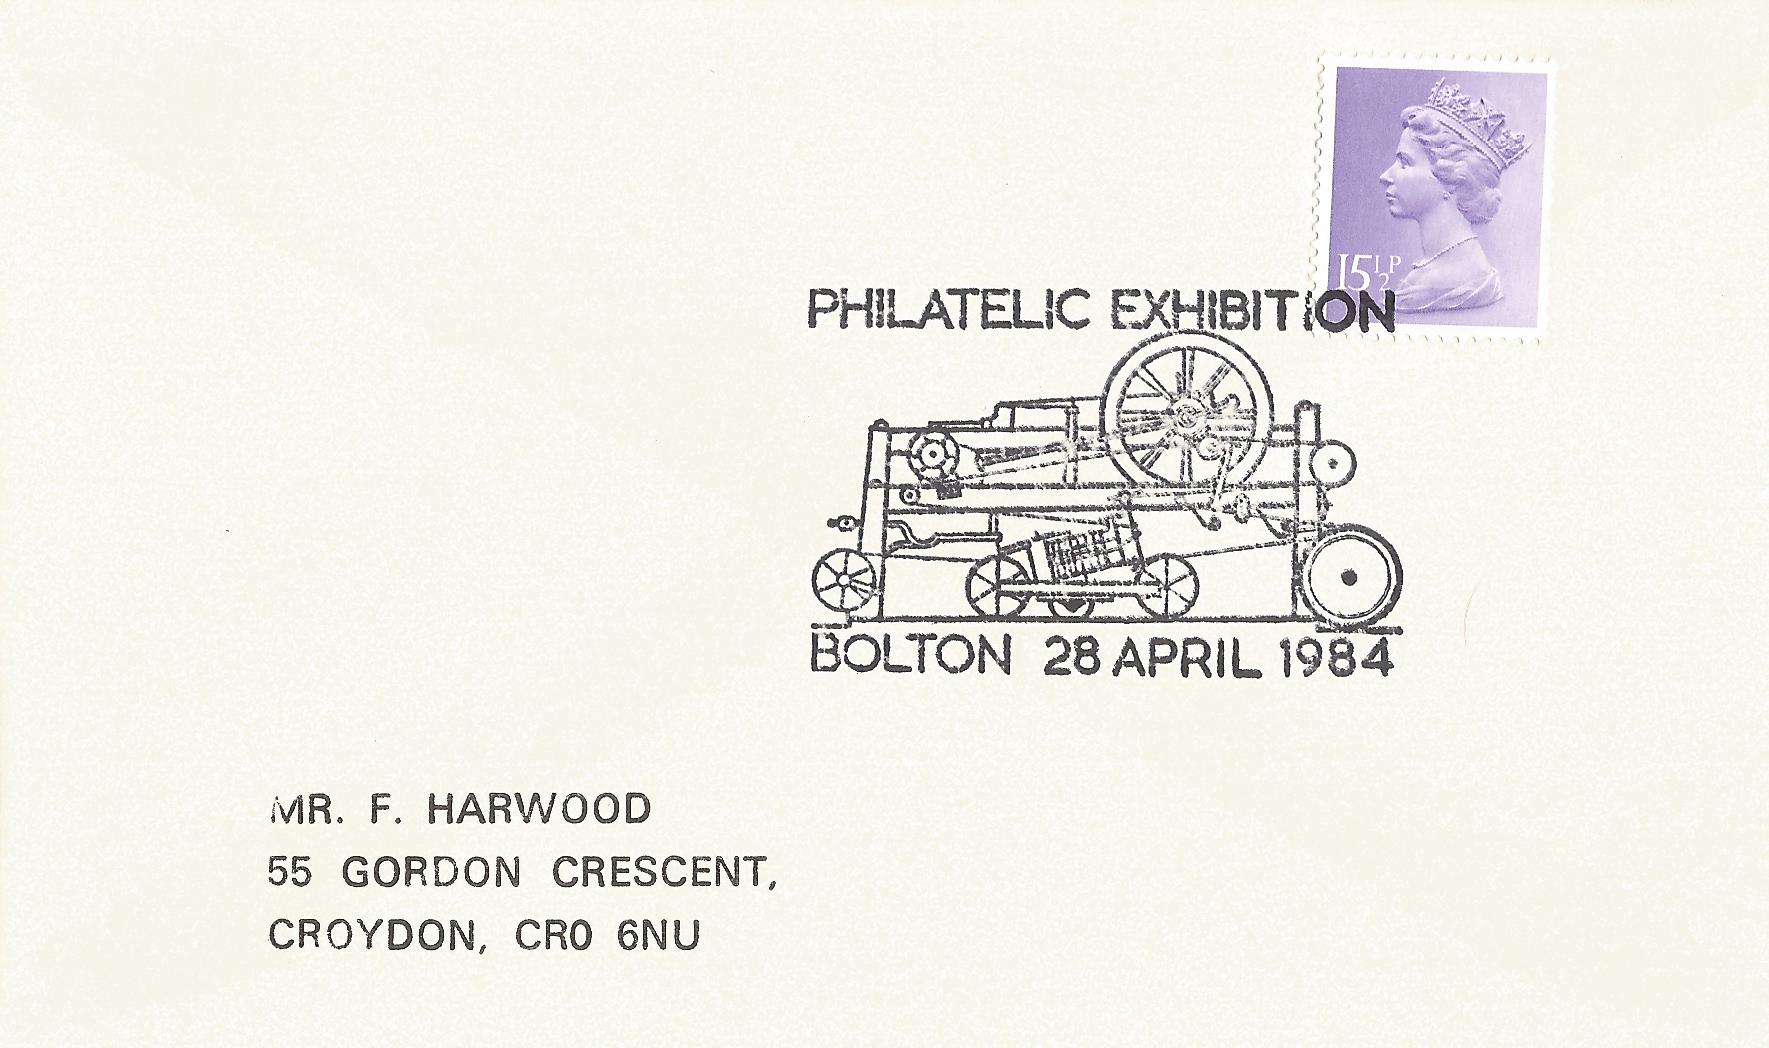 15½P
PHILATELIC EXHIBITION
BOLTON 28 APRIL 1984
MR. F. HARWOOD
55 GORDON CRESCENT,
CROYDON, CR0 6NU